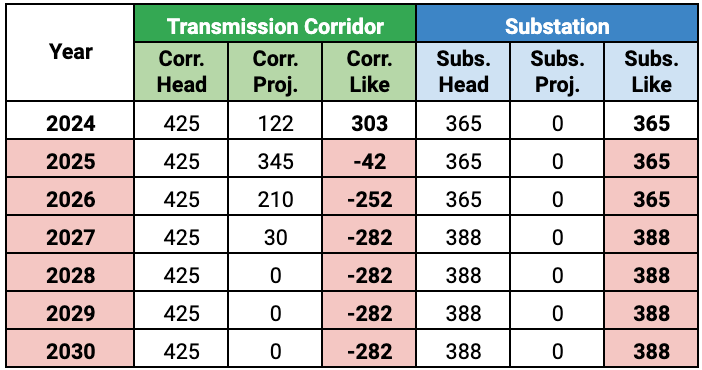 Year Transmission Corridor Substation
Corr. Head Corr. Proj. Corr. Like Subs. Head Subs. Proj. Subs. Like
2024 425 122 303 365 0 365
2025 425 345 -42 365 0 365
2026 425 210 -252 365 0 365
2027 425 30 -282 388 0 388
2028 425 0 -282 388 0 388
2029 425 0 -282 388 0 388
2030 425 0 -282 388 0 388